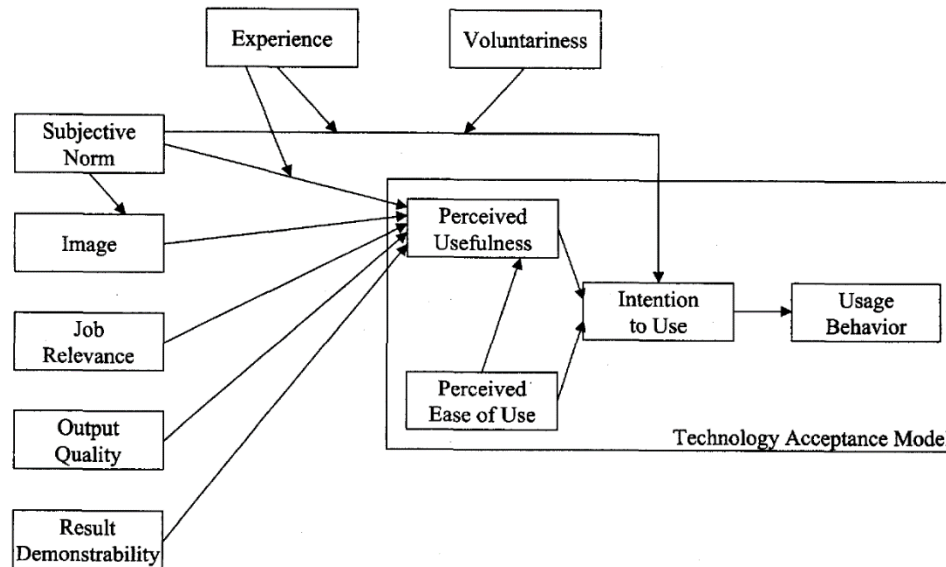 Experience
Voluntariness
Subjective
Norm
Image
Perceived
Usefulness
Job
Relevance
Intention
to Use
Usage
Behavior
Perceived
Ease of Use
Output
Quality
Technology Acceptance Model
Result
Demonstrability